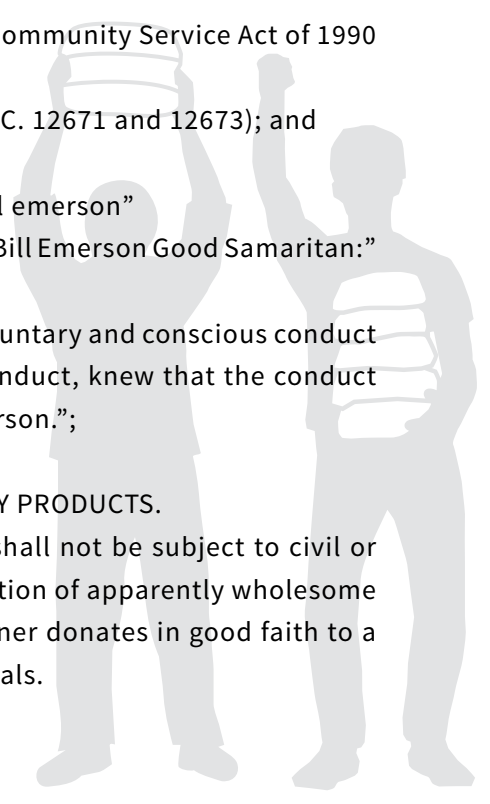 ommunity Service Act of 1990
C. 12671 and 12673); and
l emerson”
Bill Emerson Good Samaritan:”
untary and conscious conduct
nduct, knew that the conduct
rson.”;
Y PRODUCTS.
shall not be subject to civil or
tion of apparently wholesome
ner donates in good faith to a
als.